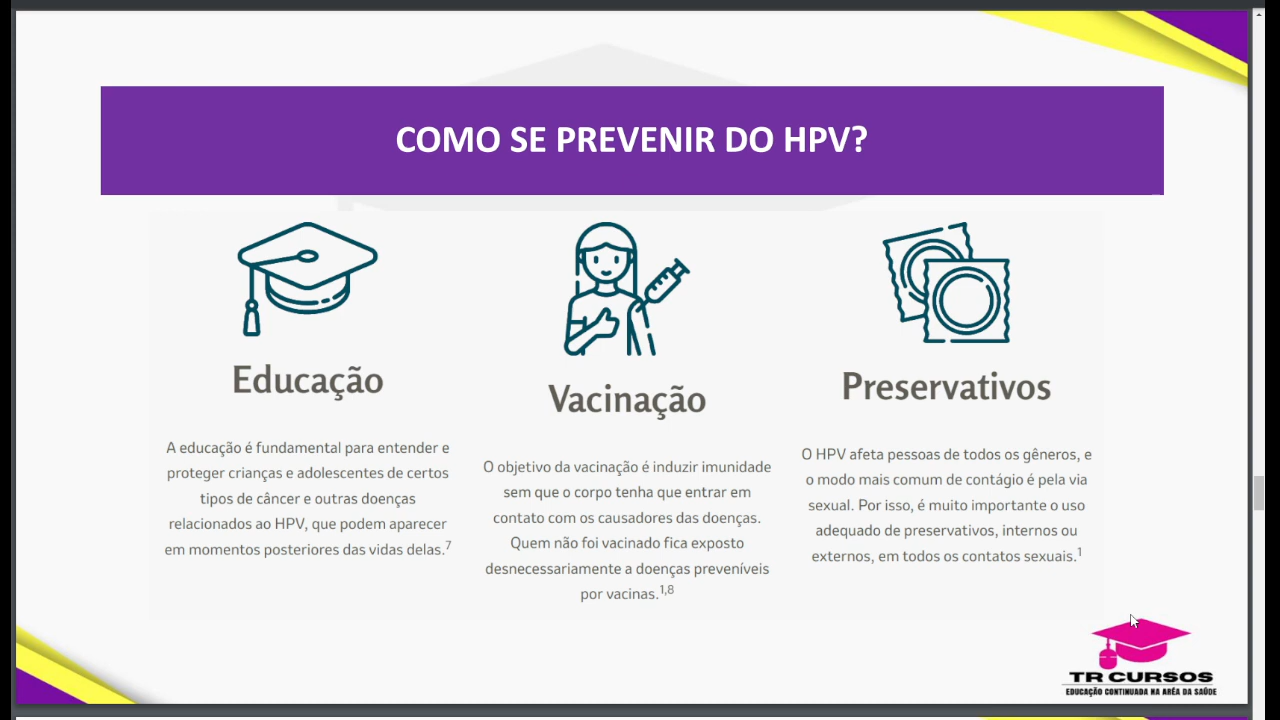 COMO SE PREVENIR DO HPV?
Educação
A educação é fundamental para entender e
proteger crianças e adolescentes de certos
tipos de câncer e outras doenças
relacionados ao HPV, que podem aparecer
em momentos posteriores das vidas delas.7
Vacinação
O objetivo da vacinação é induzir imunidade
sem que o corpo tenha que entrar em
contato com os causadores das doenças.
Quem não foi vacinado fica exposto
desnecessariamente a doenças preveníveis
por vacinas.1,8
Preservativos
O HPV afeta pessoas de todos os gêneros, e
o modo mais comum de contágio é pela via
sexual. Por isso, é muito importante o uso
adequado de preservativos, internos ou
externos, em todos os contatos sexuais.1
TR CURSOS
EDUCAÇÃO CONTINUADA NA ARÉA DA SAÚDE